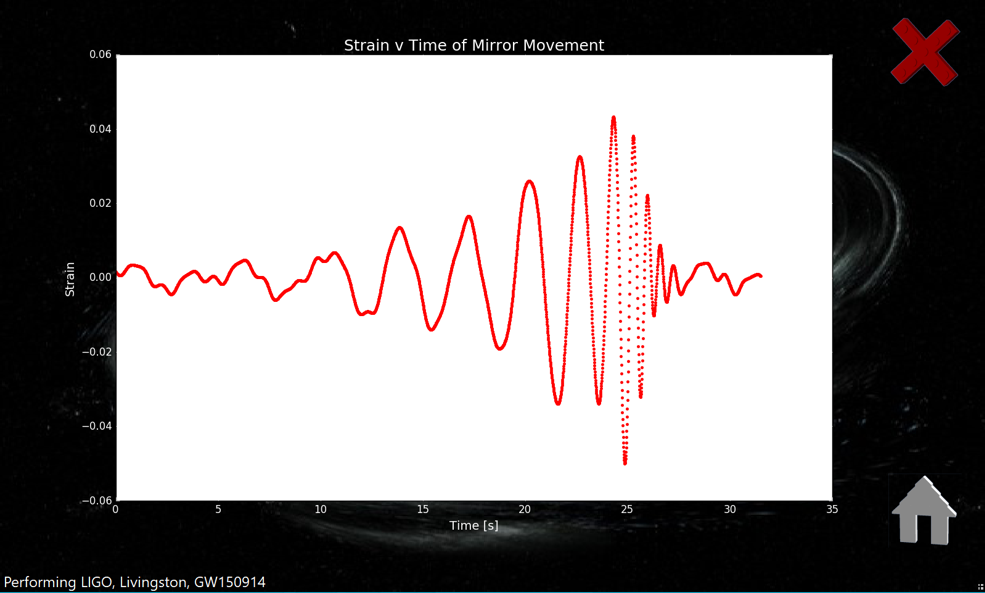 Strain v Time of Mirror Movement
0.06
0.04
0.02
0.00
−0.02
−0.04
−0.06
Strain
0 5 10 15 20 25 30 35
Time [s]
Performing LIGO, Livingston, GW150914